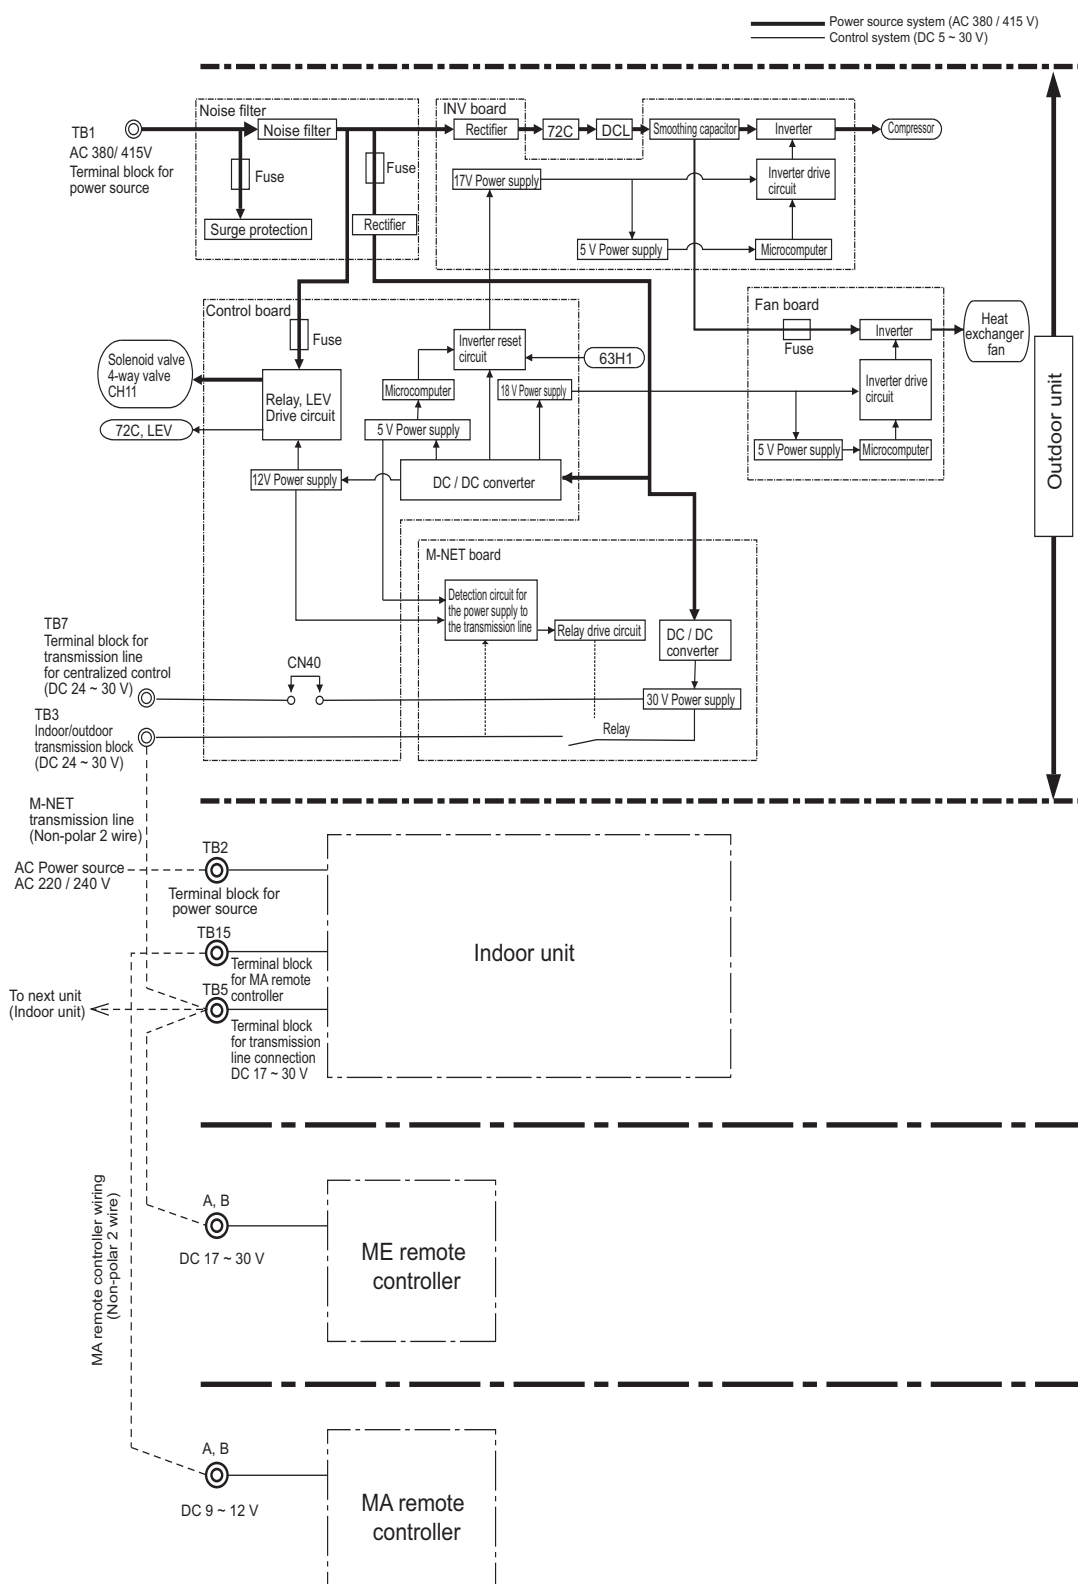 Power source system (AC 380 / 415 V)
Control system (DC 5 ~ 30 V)
Noise filter
INV board
TB1
AC 380/ 415V
Terminal block for
power source
Noise filter
Rectifier
72C
DCL
Smoothing capacitor
Inverter
Compressor
Fuse
Fuse
17V Power supply
Inverter drive
circuit
Surge protection
Rectifier
5 V Power supply
Microcomputer
Control board
Fan board
Fuse
Inverter reset
circuit
63H1
Fuse
Inverter
Heat
exchanger
fan
Solenoid valve
4-way valve
CH11
Relay, LEV
Drive circuit
Microcomputer
18 V Power supply
Inverter drive
circuit
72C, LEV
5 V Power supply
5 V Power supply
Microcomputer
12V Power supply
DC / DC converter
Outdoor unit
M-NET board
Detection circuit for
the power supply to
the transmission line
Relay drive circuit
DC / DC
converter
TB7
Terminal block for
transmission line
for centralized control
(DC 24 ~ 30 V)
CN40
30 V Power supply
TB3
Indoor/outdoor
transmission block
(DC 24 ~ 30 V)
Relay
M-NET
transmission line
(Non-polar 2 wire)
TB2
AC Power source
AC 220 / 240 V
Terminal block for
power source
TB15
Terminal block
for MA remote
controller
Indoor unit
TB5
To next unit
(Indoor unit)
Terminal block
for transmission
line connection
DC 17 ~ 30 V
MA remote controller wiring
(Non-polar 2 wire)
A, B
DC 17 ~ 30 V
ME remote
controller
A, B
DC 9 ~ 12 V
MA remote
controller